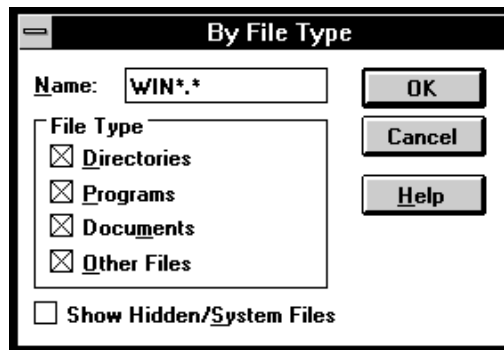 By File Type
Name: WIN*.*
OK
File Type
Cancel
Directories
Programs
Help
Documents
Other Files
Show Hidden/System Files